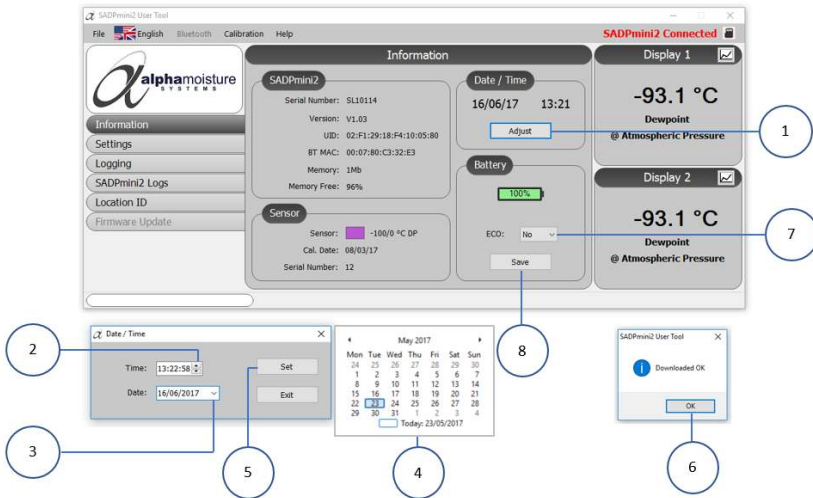 SADPmini2 User Tool
File English Bluetooth Calibration Help SADPmini2 Connected
alphamoisture
SYSTEMS
Information
Settings
Logging
SADPmini2 Logs
Location ID
Firmware Update
Information
SADPmini2
Serial Number: SL10114
Version: V1.03
UID: 02:F1:29:18:F4:10:05:80
BT MAC: 00:07:80:C3:32:E3
Memory: 1Mb
Memory Free: 96%
Sensor
Sensor: -100/0 °C DP
Cal. Date: 08/03/17
Serial Number: 12
Date / Time
16/06/17 13:21
Adjust
Battery
100%
ECO: No
Save
Display 1
-93.1 °C
Dewpoint
@ Atmospheric Pressure
Display 2
-93.1 °C
Dewpoint
@ Atmospheric Pressure
1
7
8
2
Date / Time
Time: 13:22:58
Set
Date: 16/06/2017
Exit
3
5
May 2017
Mon Tue Wed Thu Fri Sat Sun
24 25 26 27 28 29 30
1 2 3 4 5 6 7
8 9 10 11 12 13 14
15 16 17 18 19 20 21
22 23 24 25 26 27 28
29 30 31 1 2 3 4
Today: 23/05/2017
4
SADPmini2 User Tool
Downloaded OK
OK
6